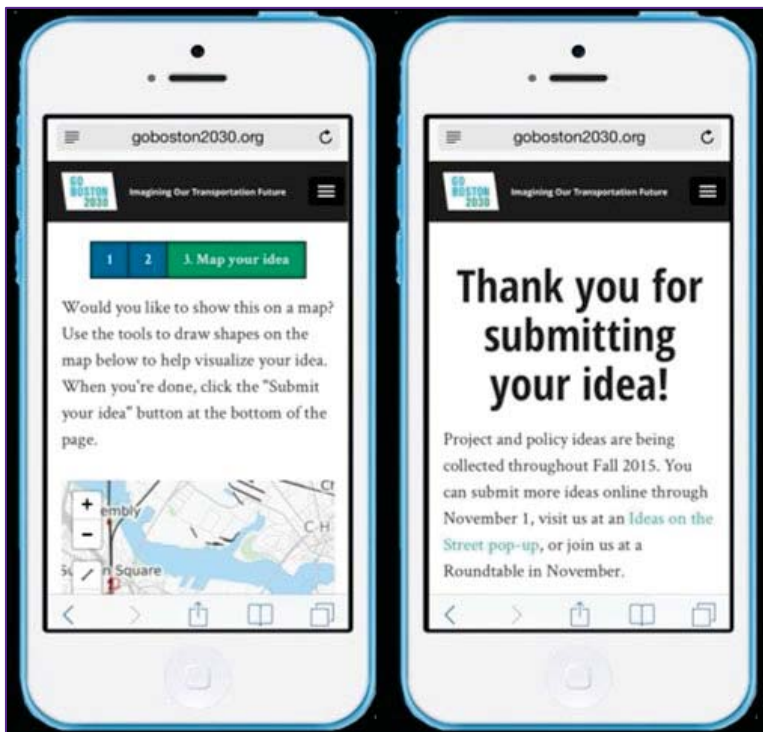 goboston2030.org
GO
BOSTON
2030
Imagining Our Transportation Future
1 2 3. Map your idea
Would you like to show this on a map?
Use the tools to draw shapes on the
map below to help visualize your idea.
When you're done, click the "Submit
your idea" button at the bottom of the
page.
+
embly
−
CH
Square
goboston2030.org
GO
BOSTON
2030
Imagining Our Transportation Future
Thank you for
submitting
your idea!
Project and policy ideas are being
collected throughout Fall 2015. You
can submit more ideas online through
November 1, visit us at an Ideas on the
Street pop-up, or join us at a
Roundtable in November.